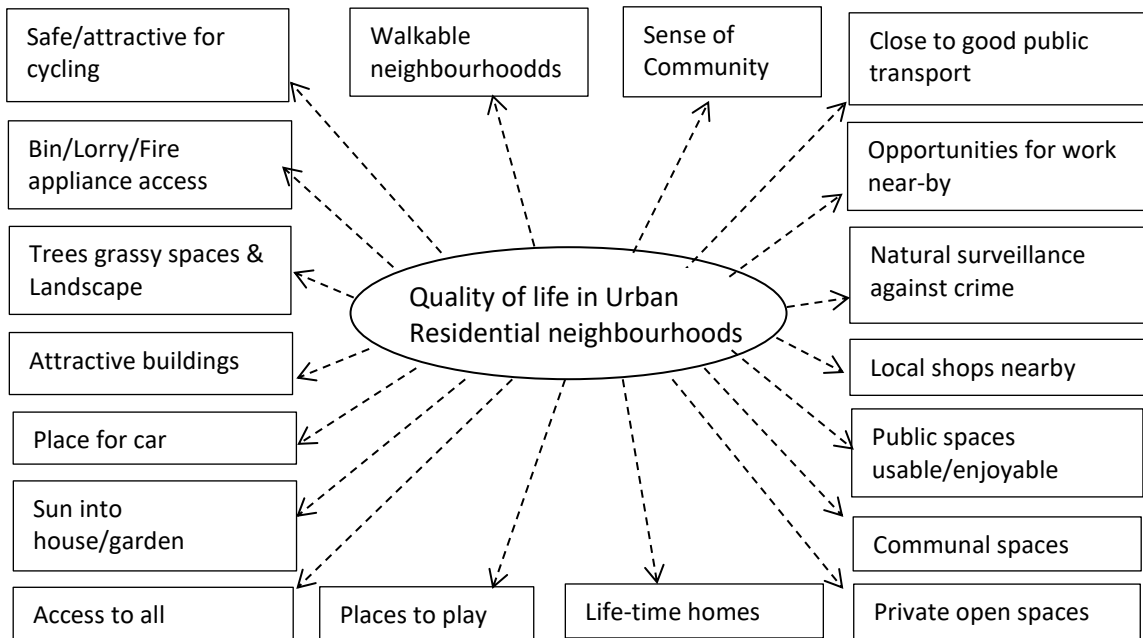 Safe/attractive for
cycling
Walkable
neighbourhoodds
Sense of
Community
Close to good public
transport
Bin/Lorry/Fire
appliance access
Opportunities for work
near-by
Trees grassy spaces &
Landscape
Natural surveillance
against crime
Quality of life in Urban
Residential neighbourhoods
Attractive buildings
Local shops nearby
Place for car
Public spaces
usable/enjoyable
Sun into
house/garden
Communal spaces
Access to all
Places to play
Life-time homes
Private open spaces